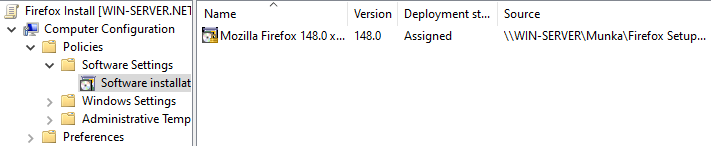 Firefox Install [WIN-SERVER.NET
Computer Configuration
Policies
Software Settings
Software installat
Windows Settings
Administrative Temp
Preferences
Name Version Deployment st... Source
Mozilla Firefox 148.0 x... 148.0 Assigned \\WIN-SERVER\Munka\Firefox Setup...